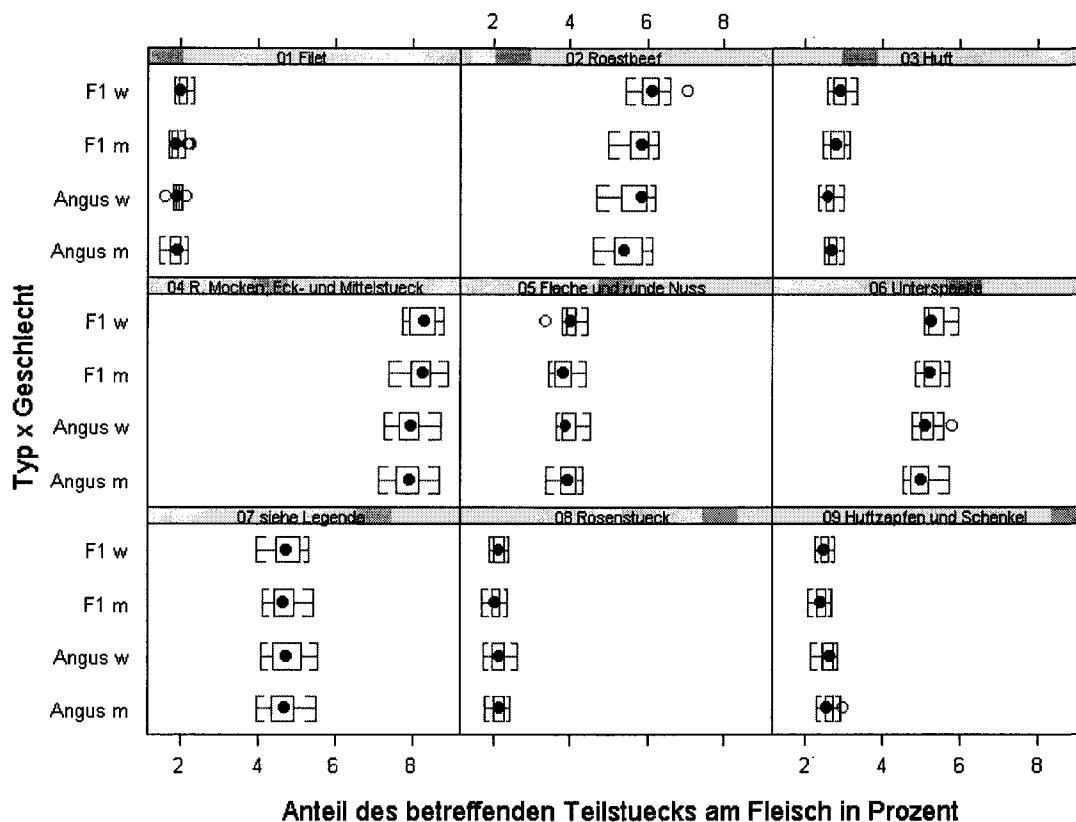 2 4 6 8
01 Filet 02 Roastbeef 03 Huft
F1 w
F1 m
Angus w
Angus m
04 R. Mocken, Eck- und Mittelstueck 05 Flache und runde Nuss 06 Unterspaelte
F1 w
F1 m
Angus w
Angus m
07 siehe Legende 08 Rosenstueck 09 Huftzapfen und Schenkel
F1 w
F1 m
Angus w
Angus m
2 4 6 8 2 4 6 8
Typ x Geschlecht
Anteil des betreffenden Teilstuecks am Fleisch in Prozent